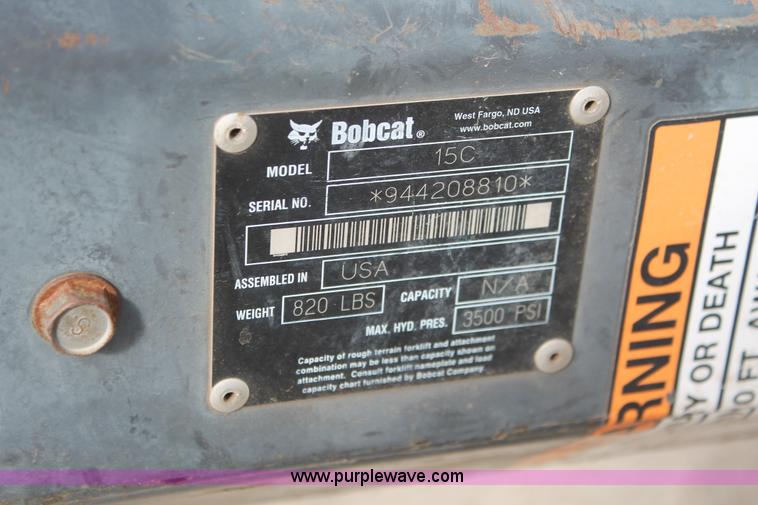 Bobcat®
West Fargo, ND USA
www.bobcat.com
MODEL 15C
SERIAL NO. *944208810*
ASSEMBLED IN USA
WEIGHT 820 LBS CAPACITY N/A
MAX. HYD. PRES. 3500 PSI
Capacity of rough terrain forklift and attachment
combination may be less than capacity shown on
attachment. Consult forklift nameplate and load
capacity chart furnished by Bobcat Company.
RNING
OR DEATH
FT. AW
S
www.purplewave.com